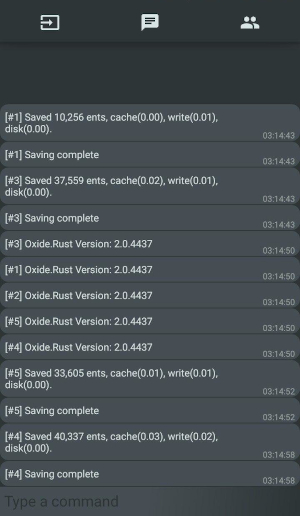 [#1] Saved 10,256 ents, cache(0.00), write(0.01),
disk(0.00).
03:14:43
[#1] Saving complete
03:14:43
[#3] Saved 37,559 ents, cache(0.02), write(0.01),
disk(0.00).
03:14:43
[#3] Saving complete
03:14:43
[#3] Oxide.Rust Version: 2.0.4437
03:14:50
[#1] Oxide.Rust Version: 2.0.4437
03:14:50
[#2] Oxide.Rust Version: 2.0.4437
03:14:50
[#5] Oxide.Rust Version: 2.0.4437
03:14:50
[#4] Oxide.Rust Version: 2.0.4437
03:14:50
[#5] Saved 33,605 ents, cache(0.01), write(0.01),
disk(0.00).
03:14:52
[#5] Saving complete
03:14:52
[#4] Saved 40,337 ents, cache(0.03), write(0.02),
disk(0.00).
03:14:58
[#4] Saving complete
03:14:58
Type a command